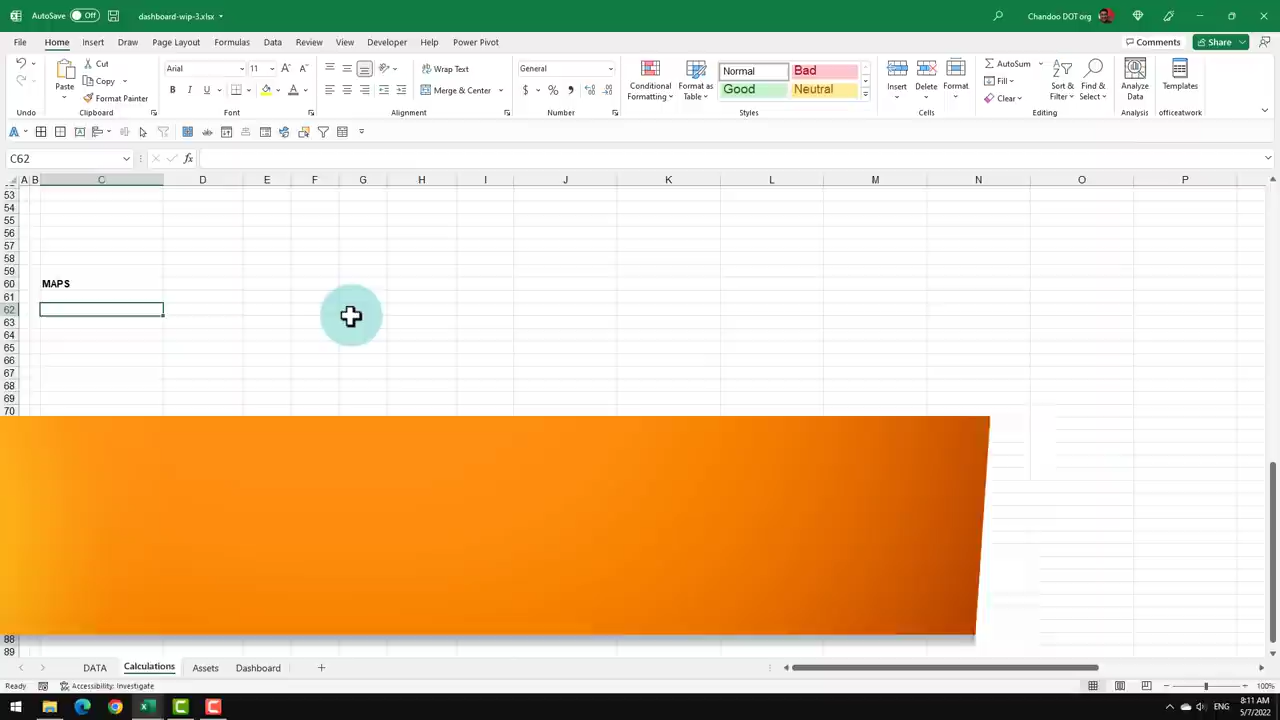 AutoSave Off dashboard-wip-3.xlsx Chandoo DOT org
File Home Insert Draw Page Layout Formulas Data Review View Developer Help Power Pivot Comments Share
Paste Cut Copy Format Painter
Arial 11
B I U A
Wrap Text
Merge & Center
General
$ % 9
Conditional Formatting
Format as Table
Normal Bad
Good Neutral
Insert Delete Format
AutoSum
Fill
Clear
Sort & Filter
Find & Select
Analyze Data
Templates
Undo Clipboard Font Alignment Number Styles Cells Editing Analysis officeatwork
C62 fx
A B C D E F G H I J K L M N O P
53
54
55
56
57
58
59
60 MAPS
61
62
63
64
65
66
67
68
69
70
88
89
DATA Calculations Assets Dashboard
Ready Accessibility: Investigate 100%
ENG 8:11 AM
5/7/2022